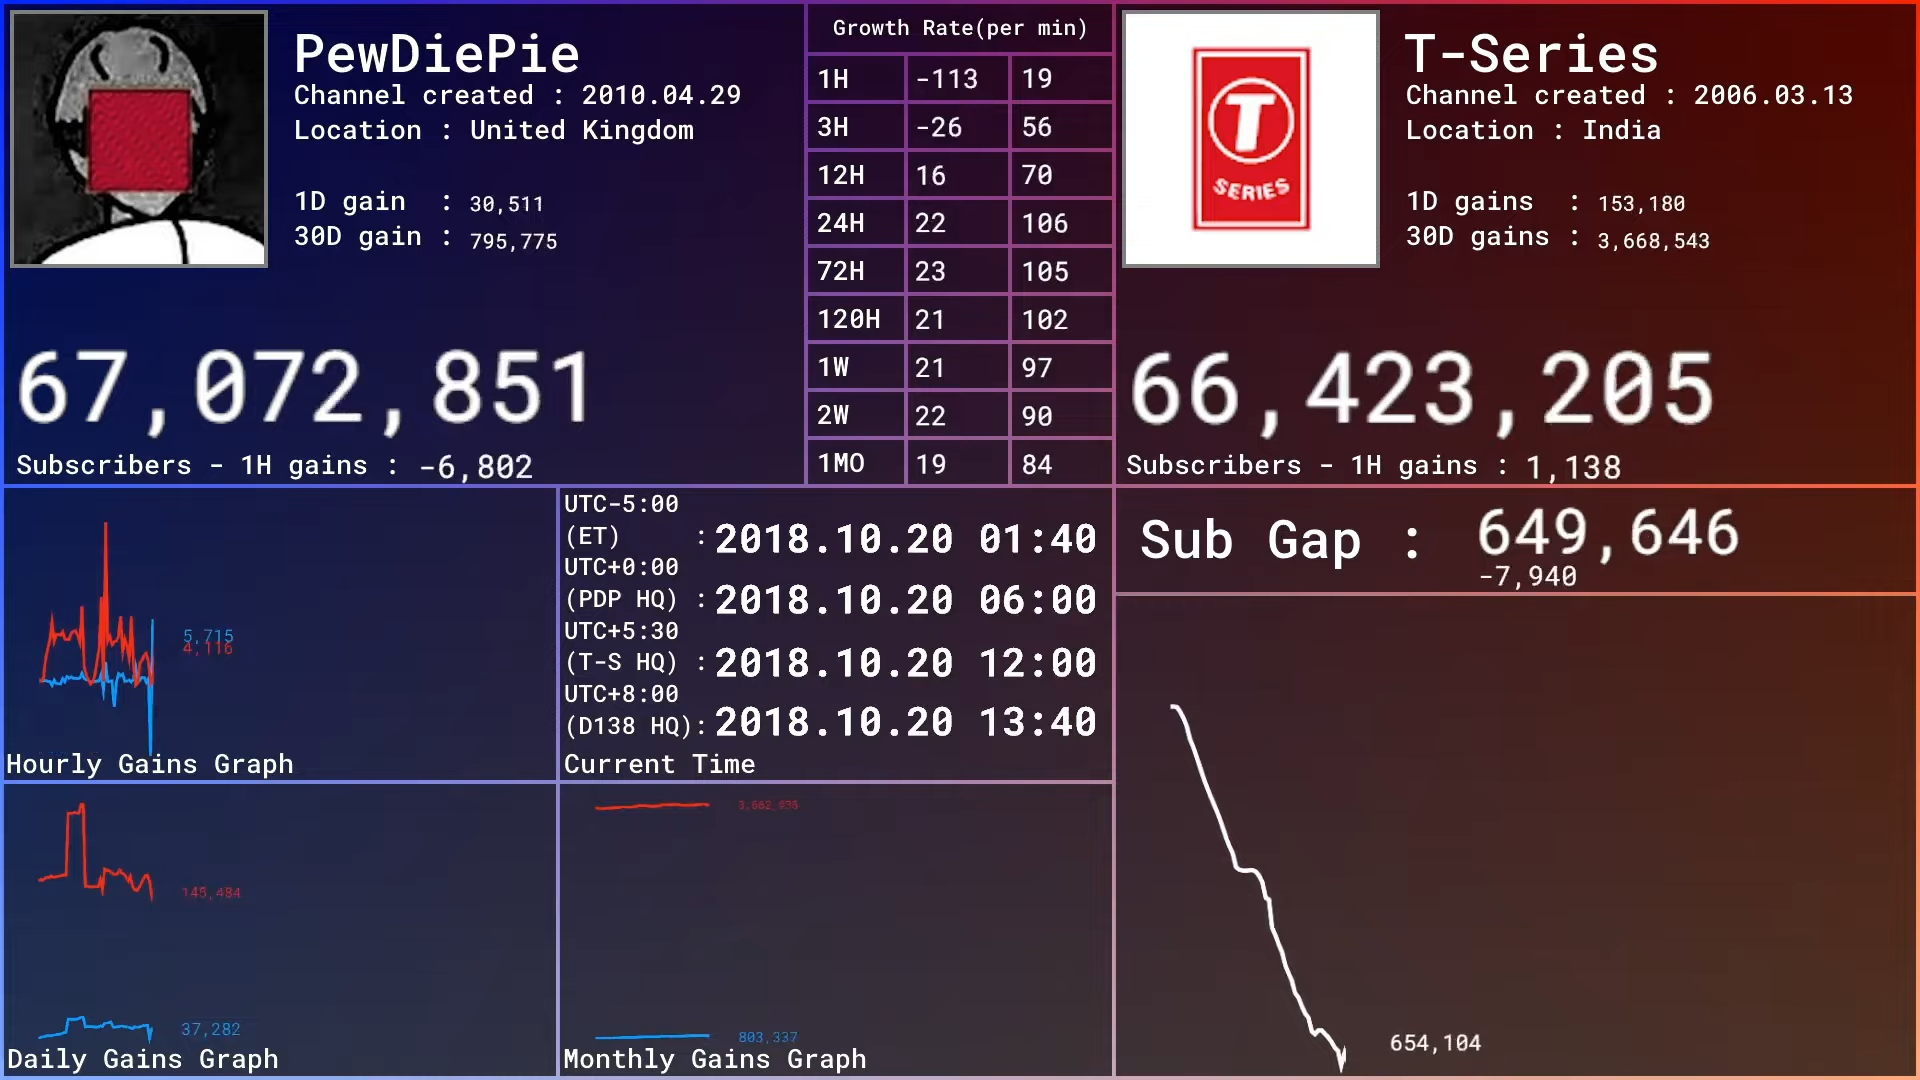 PewDiePie
Channel created : 2010.04.29
Location : United Kingdom
1D gain : 30,511
30D gain : 795,775
67,072,851
Subscribers - 1H gains : -6,802
Growth Rate(per min)
1H -113 19
3H -26 56
12H 16 70
24H 22 106
72H 23 105
120H 21 102
1W 21 97
2W 22 90
1MO 19 84
T
SERIES
T-Series
Channel created : 2006.03.13
Location : India
1D gains : 153,180
30D gains : 3,668,543
66,423,205
Subscribers - 1H gains : 1,138
5,715
4,116
Hourly Gains Graph
UTC-5:00
(ET) : 2018.10.20 01:40
UTC+0:00
(PDP HQ) : 2018.10.20 06:00
UTC+5:30
(T-S HQ) : 2018.10.20 12:00
UTC+8:00
(D138 HQ): 2018.10.20 13:40
Current Time
Sub Gap : 649,646
-7,940
145,484
37,282
Daily Gains Graph
803,337
Monthly Gains Graph
654,104